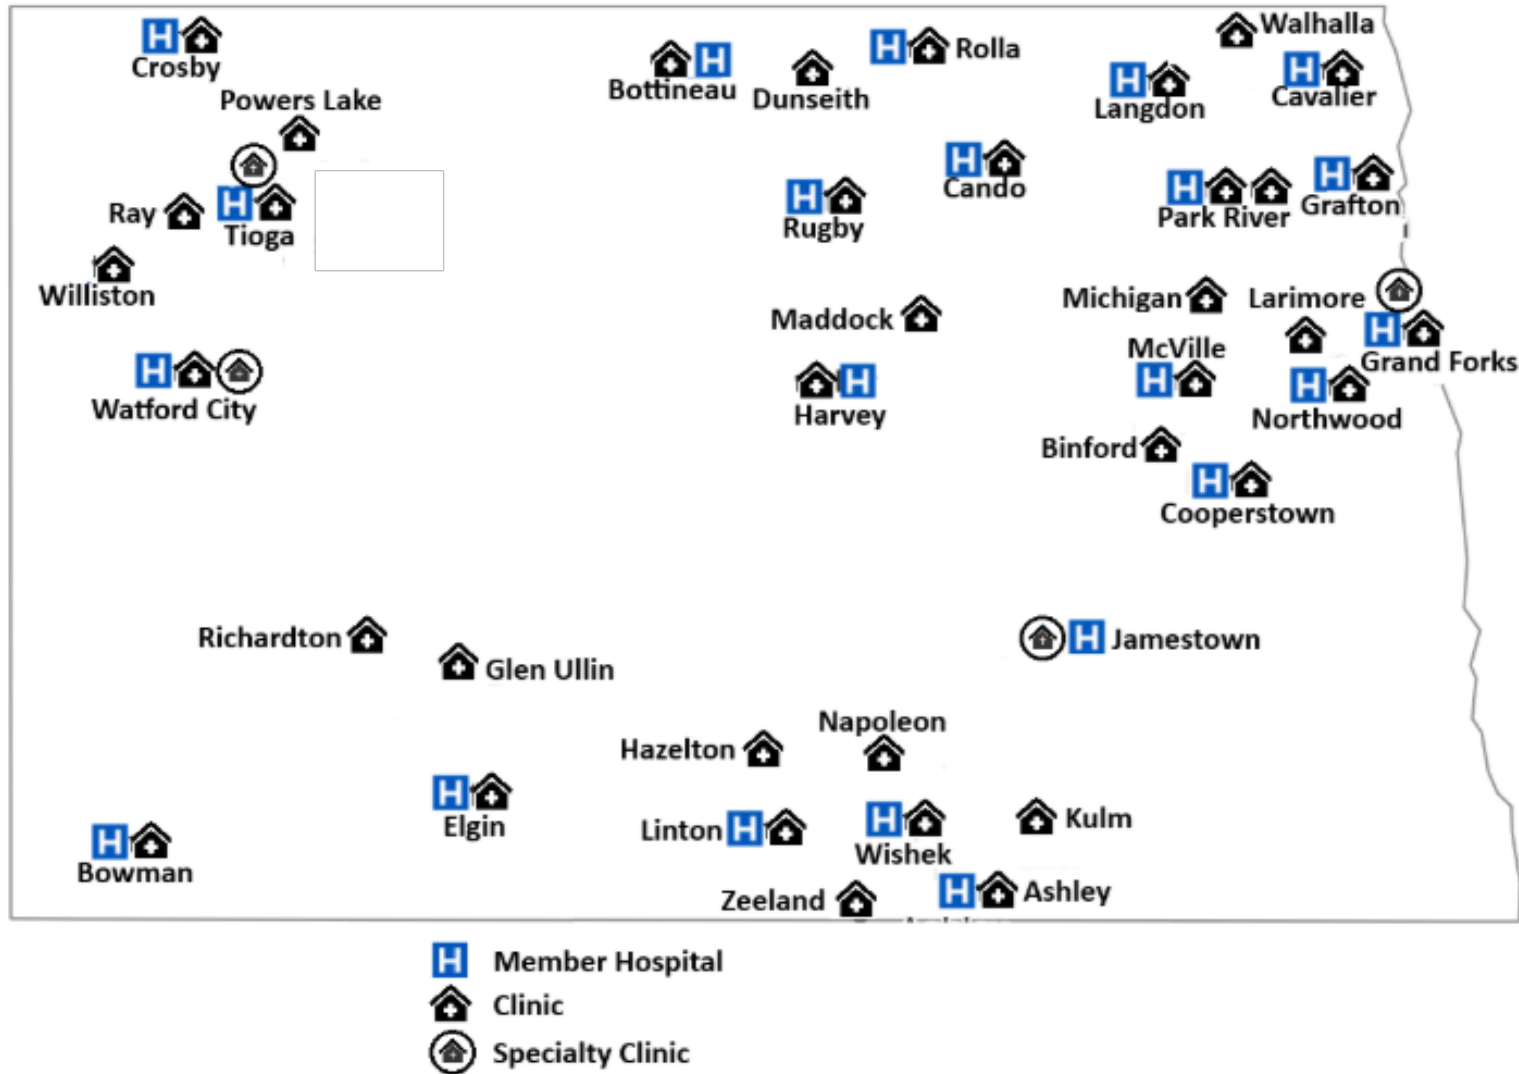 Walhalla
H
Crosby
H
Rolla
H
Bottineau
Dunseith
H
Langdon
H
Cavalier
Powers Lake
H
Cando
H
Rugby
H
Park River
H
Grafton
Ray
H
Tioga
Williston
Maddock
Michigan
Larimore
H
Grand Forks
McVille
H
H
Watford City
H
Harvey
H
Northwood
Binford
H
Cooperstown
Richardton
Glen Ullin
H Jamestown
Hazelton
Napoleon
H
Elgin
Linton H
H
Wishek
Kulm
H
Bowman
Zeeland
H Ashley
H Member Hospital
Clinic
Specialty Clinic